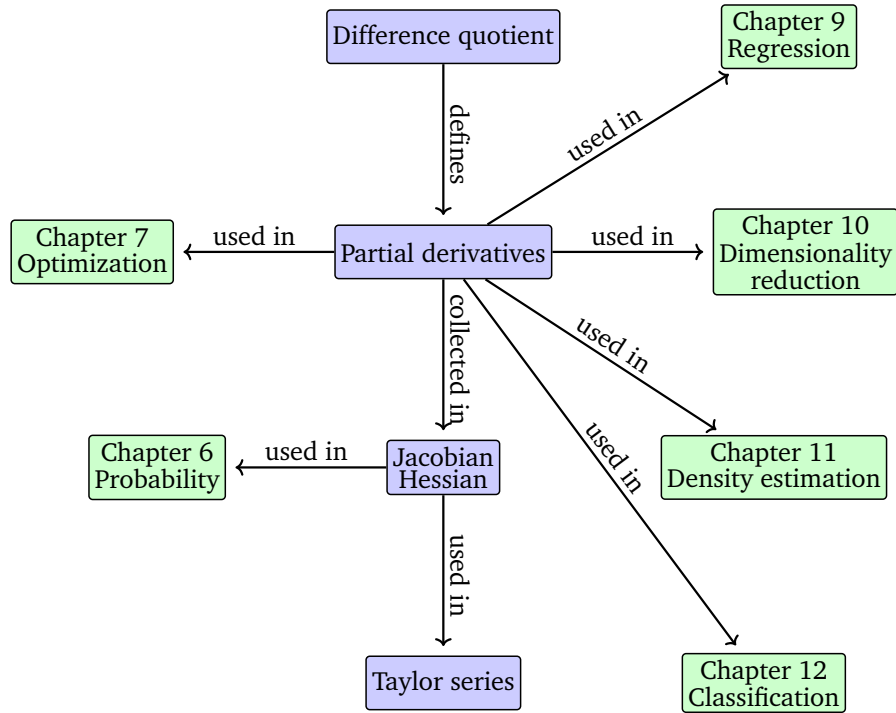 Difference quotient
Chapter 9
Regression
defines
used in
Chapter 7
Optimization
used in
Partial derivatives
used in
Chapter 10
Dimensionality
reduction
collected in
used in
used in
Chapter 6
Probability
used in
Jacobian
Hessian
Chapter 11
Density estimation
used in
Taylor series
Chapter 12
Classification